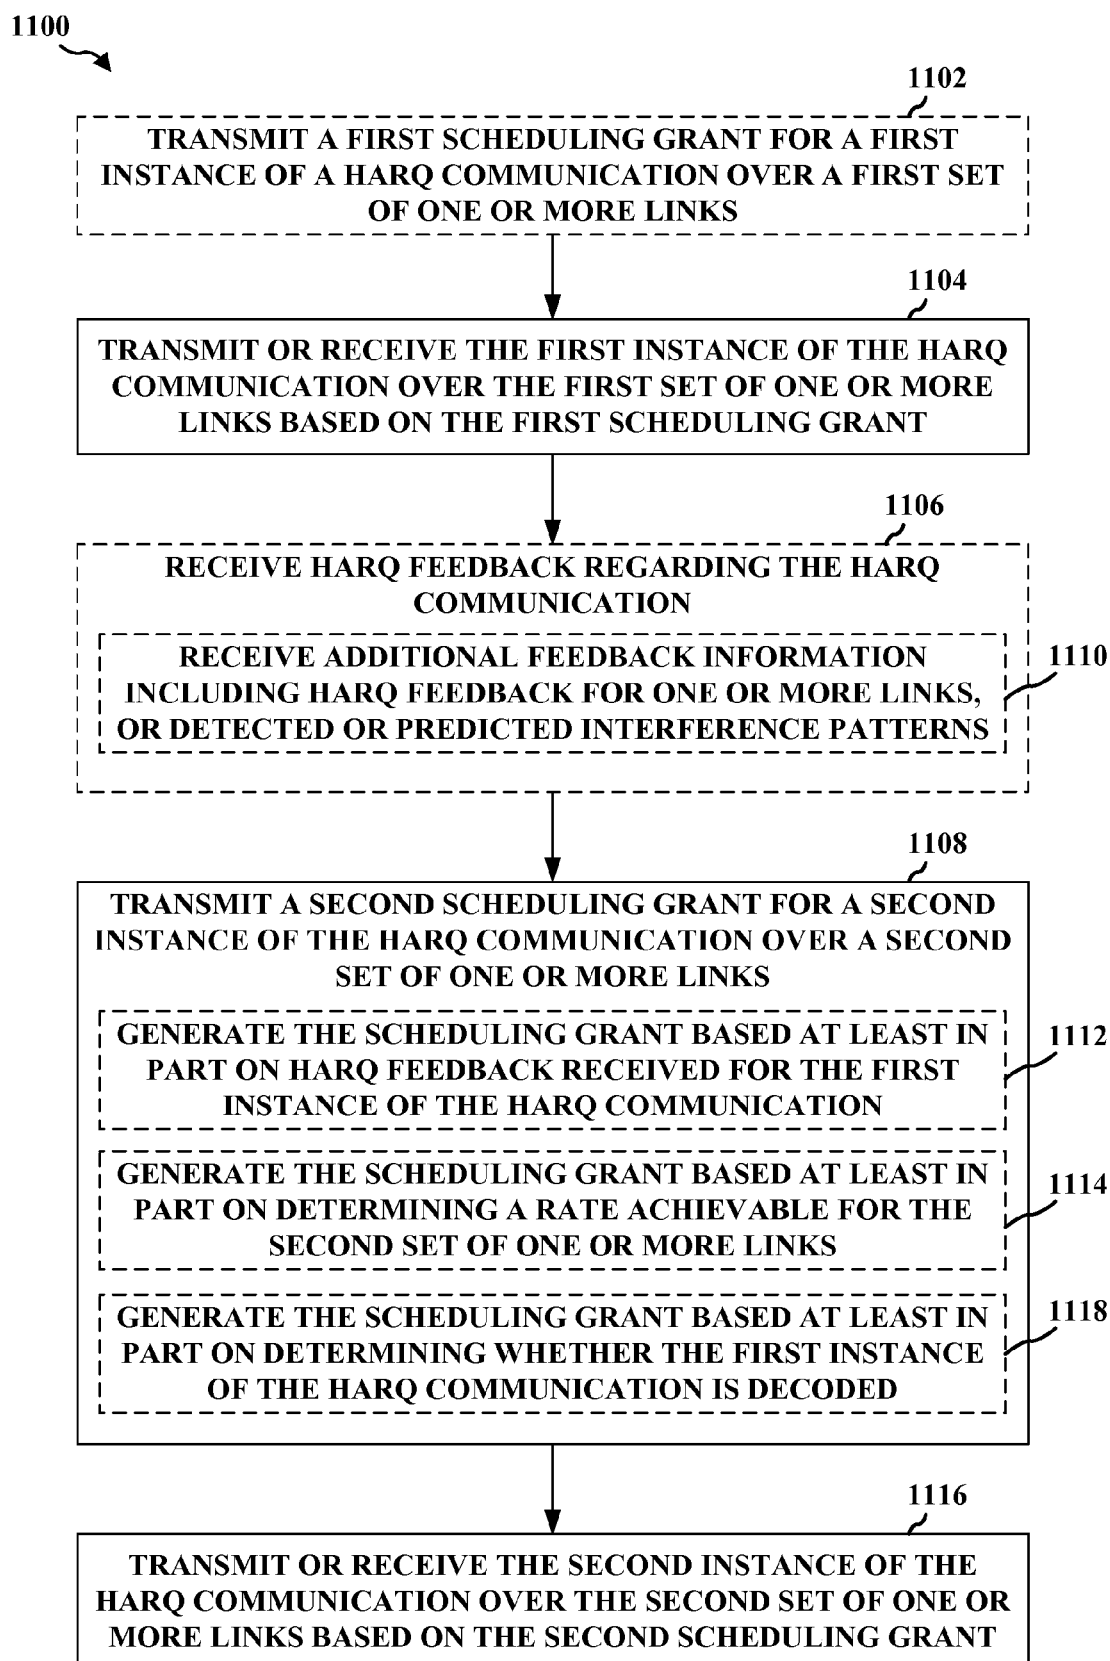 1100
1102
TRANSMIT A FIRST SCHEDULING GRANT FOR A FIRST
INSTANCE OF A HARQ COMMUNICATION OVER A FIRST SET
OF ONE OR MORE LINKS
1104
TRANSMIT OR RECEIVE THE FIRST INSTANCE OF THE HARQ
COMMUNICATION OVER THE FIRST SET OF ONE OR MORE
LINKS BASED ON THE FIRST SCHEDULING GRANT
1106
RECEIVE HARQ FEEDBACK REGARDING THE HARQ
COMMUNICATION
1110
RECEIVE ADDITIONAL FEEDBACK INFORMATION
INCLUDING HARQ FEEDBACK FOR ONE OR MORE LINKS,
OR DETECTED OR PREDICTED INTERFERENCE PATTERNS
1108
TRANSMIT A SECOND SCHEDULING GRANT FOR A SECOND
INSTANCE OF THE HARQ COMMUNICATION OVER A SECOND
SET OF ONE OR MORE LINKS
1112
GENERATE THE SCHEDULING GRANT BASED AT LEAST IN
PART ON HARQ FEEDBACK RECEIVED FOR THE FIRST
INSTANCE OF THE HARQ COMMUNICATION
1114
GENERATE THE SCHEDULING GRANT BASED AT LEAST IN
PART ON DETERMINING A RATE ACHIEVABLE FOR THE
SECOND SET OF ONE OR MORE LINKS
1118
GENERATE THE SCHEDULING GRANT BASED AT LEAST IN
PART ON DETERMINING WHETHER THE FIRST INSTANCE
OF THE HARQ COMMUNICATION IS DECODED
1116
TRANSMIT OR RECEIVE THE SECOND INSTANCE OF THE
HARQ COMMUNICATION OVER THE SECOND SET OF ONE OR
MORE LINKS BASED ON THE SECOND SCHEDULING GRANT